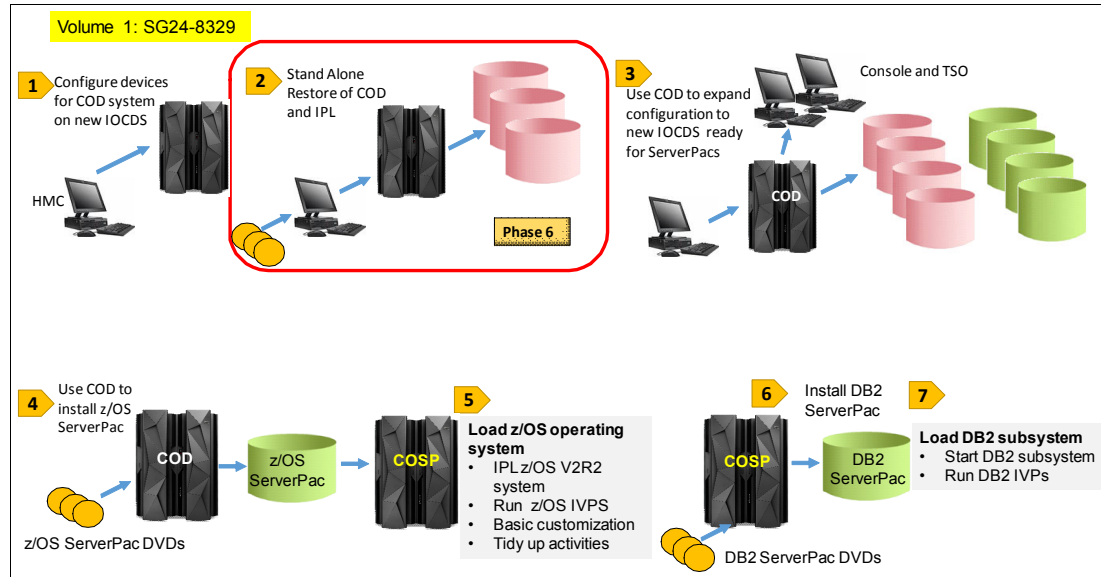 Volume 1: SG24-8329
1
Configure devices
for COD system
on new IOCDS
HMC
2
Stand Alone
Restore of COD
and IPL
Phase 6
3
Use COD to expand
configuration to
new IOCDS ready
for ServerPacs
Console and TSO
COD
4
Use COD to
install z/OS
ServerPac
COD
z/OS
ServerPac
z/OS ServerPac DVDs
5
Load z/OS operating
system
• IPL z/OS V2R2
system
• Run z/OS IVPS
• Basic customization
• Tidy up activities
COSP
6
Install DB2
ServerPac
COSP
DB2
ServerPac
DB2 ServerPac DVDs
7
Load DB2 subsystem
• Start DB2 subsystem
• Run DB2 IVPs